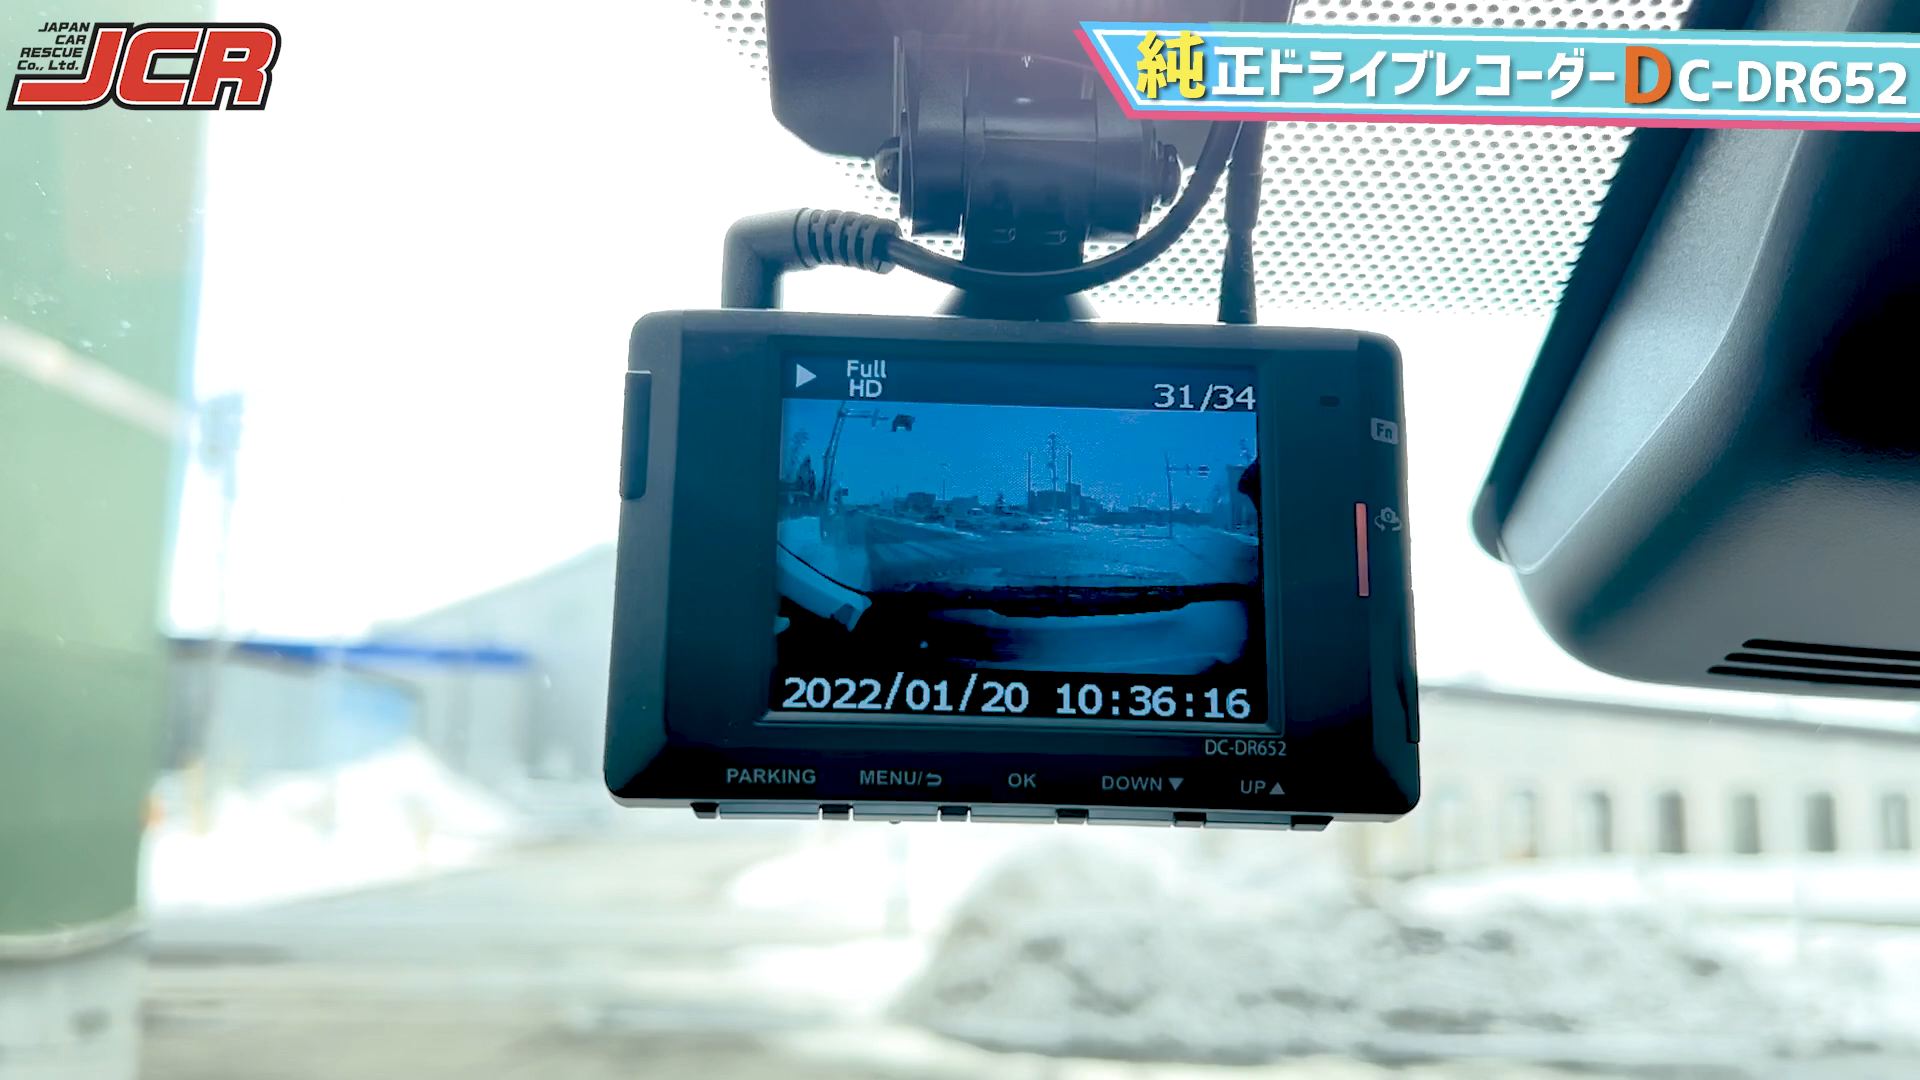 JAPAN
CAR
RESCUE
Co., Ltd.
JCR
純正ドライブレコーダーDC-DR652
Full
HD
31/34
Fn
2022/01/20 10:36:16
DC-DR652
PARKING MENU/⮌ OK DOWN▼ UP▲